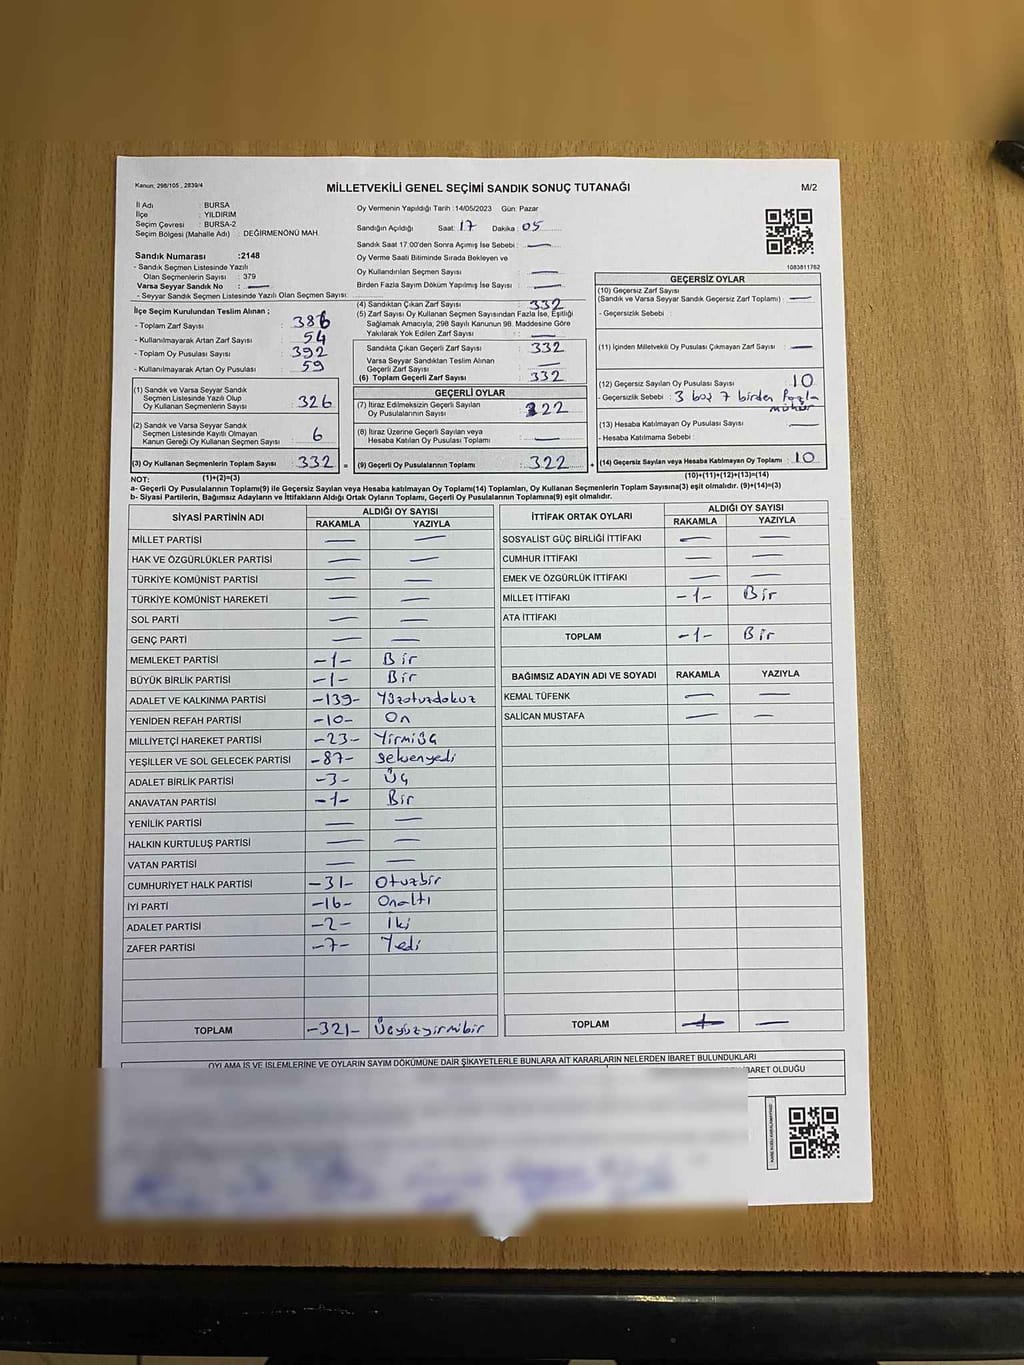 Kanun: 298/105 , 2839/4
MİLLETVEKİLİ GENEL SEÇİMİ SANDIK SONUÇ TUTANAĞI
M/2
İl Adı : BURSA
İlçe : YILDIRIM
Seçim Çevresi : BURSA-2
Seçim Bölgesi (Mahalle Adı) : DEĞİRMENÖNÜ MAH.
Sandık Numarası :2148
- Sandık Seçmen Listesinde Yazılı
Olan Seçmenlerin Sayısı : 379
Varsa Seyyar Sandık No : —
- Seyyar Sandık Seçmen Listesinde Yazılı Olan Seçmen Sayısı:
Oy Vermenin Yapıldığı Tarih :14/05/2023 Gün: Pazar
Sandığın Açıldığı Saat: 17 Dakika : 05
Sandık Saat 17.00'den Sonra Açımış İse Sebebi : —
Oy Verme Saati Bitiminde Sırada Bekleyen ve
Oy Kullandırılan Seçmen Sayısı : —
Birden Fazla Sayım Döküm Yapılmış İse Sayısı : —
1083811762
İlçe Seçim Kurulundan Teslim Alınan ;
- Toplam Zarf Sayısı : 386
- Kullanılmayarak Artan Zarf Sayısı : 54
- Toplam Oy Pusulası Sayısı : 392
- Kullanılmayarak Artan Oy Pusulası : 59
(1) Sandık ve Varsa Seyyar Sandık
Seçmen Listesinde Yazılı Olup
Oy Kullanan Seçmenlerin Sayısı : 326
(2) Sandık ve Varsa Seyyar Sandık
Seçmen Listesinde Kayıtlı Olmayan
Kanun Gereği Oy Kullanan Seçmen Sayısı : 6
(3) Oy Kullanan Seçmenlerin Toplam Sayısı : 332 =
(4) Sandıktan Çıkan Zarf Sayısı : 332
(5) Zarf Sayısı Oy Kullanan Seçmen Sayısından Fazla İse, Eşitliği
Sağlamak Amacıyla, 298 Sayılı Kanunun 98. Maddesine Göre
Yakılarak Yok Edilen Zarf Sayısı : —
Sandıkta Çıkan Geçerli Zarf Sayısı : 332
Varsa Seyyar Sandıktan Teslim Alınan
Geçerli Zarf Sayısı : —
(6) Toplam Geçerli Zarf Sayısı : 332
GEÇERLİ OYLAR
(7) İtiraz Edilmeksizin Geçerli Sayılan
Oy Pusulalarının Sayısı : 322
(8) İtiraz Üzerine Geçerli Sayılan veya
Hesaba Katılan Oy Pusulası Toplamı : —
(9) Geçerli Oy Pusulalarının Toplamı : 322 +
GEÇERSİZ OYLAR
(10) Geçersiz Zarf Sayısı
(Sandık ve Varsa Seyyar Sandık Geçersiz Zarf Toplamı) : —
- Geçersizlik Sebebi :
(11) İçinden Milletvekili Oy Pusulası Çıkmayan Zarf Sayısı : —
(12) Geçersiz Sayılan Oy Pusulası Sayısı : 10
- Geçersizlik Sebebi : 3 boş 7 birden fazla
mühür
(13) Hesaba Katılmayan Oy Pusulası Sayısı : —
- Hesaba Katılmama Sebebi :
(14) Geçersiz Sayılan veya Hesaba Katılmayan Oy Toplamı : 10
NOT: (1)+(2)=(3)
(10)+(11)+(12)+(13)=(14)
a- Geçerli Oy Pusulalarının Toplamı(9) ile Geçersiz Sayılan veya Hesaba Katılmayan Oy Toplamı(14) Toplamları, Oy Kullanan Seçmenlerin Toplam Sayısına(3) eşit olmalıdır. (9)+(14)=(3)
b- Siyasi Partilerin, Bağımsız Adayların ve İttifakların Aldığı Ortak Oyların Toplamı, Geçerli Oy Pusulalarının Toplamına(9) eşit olmalıdır.
SİYASİ PARTİNİN ADI ALDIĞI OY SAYISI
RAKAMLA YAZIYLA
MİLLET PARTİSİ — —
HAK VE ÖZGÜRLÜKLER PARTİSİ — —
TÜRKİYE KOMÜNİST PARTİSİ — —
TÜRKİYE KOMÜNİST HAREKETİ — —
SOL PARTİ — —
GENÇ PARTİ — —
MEMLEKET PARTİSİ -1- Bir
BÜYÜK BİRLİK PARTİSİ -1- Bir
ADALET VE KALKINMA PARTİSİ -139- Yüzotuzdokuz
YENİDEN REFAH PARTİSİ -10- On
MİLLİYETÇİ HAREKET PARTİSİ -23- Yirmiüç
YEŞİLLER VE SOL GELECEK PARTİSİ -87- Seksenyedi
ADALET BİRLİK PARTİSİ -3- Üç
ANAVATAN PARTİSİ -1- Bir
YENİLİK PARTİSİ — —
HALKIN KURTULUŞ PARTİSİ — —
VATAN PARTİSİ — —
CUMHURİYET HALK PARTİSİ -31- Otuzbir
İYİ PARTİ -16- Onaltı
ADALET PARTİSİ -2- İki
ZAFER PARTİSİ -7- Yedi
TOPLAM -321- Üçyüzyirmibir
İTTİFAK ORTAK OYLARI ALDIĞI OY SAYISI
RAKAMLA YAZIYLA
SOSYALİST GÜÇ BİRLİĞİ İTTİFAKI — —
CUMHUR İTTİFAKI — —
EMEK VE ÖZGÜRLÜK İTTİFAKI — —
MİLLET İTTİFAKI -1- Bir
ATA İTTİFAKI
TOPLAM -1- Bir
BAĞIMSIZ ADAYIN ADI VE SOYADI RAKAMLA YAZIYLA
KEMAL TÜFENK — —
SALİCAN MUSTAFA — —
TOPLAM — —
OYLAMA İŞ VE İŞLEMLERİNE VE OYLARIN SAYIM DÖKÜMÜNE DAİR ŞİKAYETLERLE BUNLARA AİT KARARLARIN NELERDEN İBARET BULUNDUKLARI
İBARET OLDUĞU